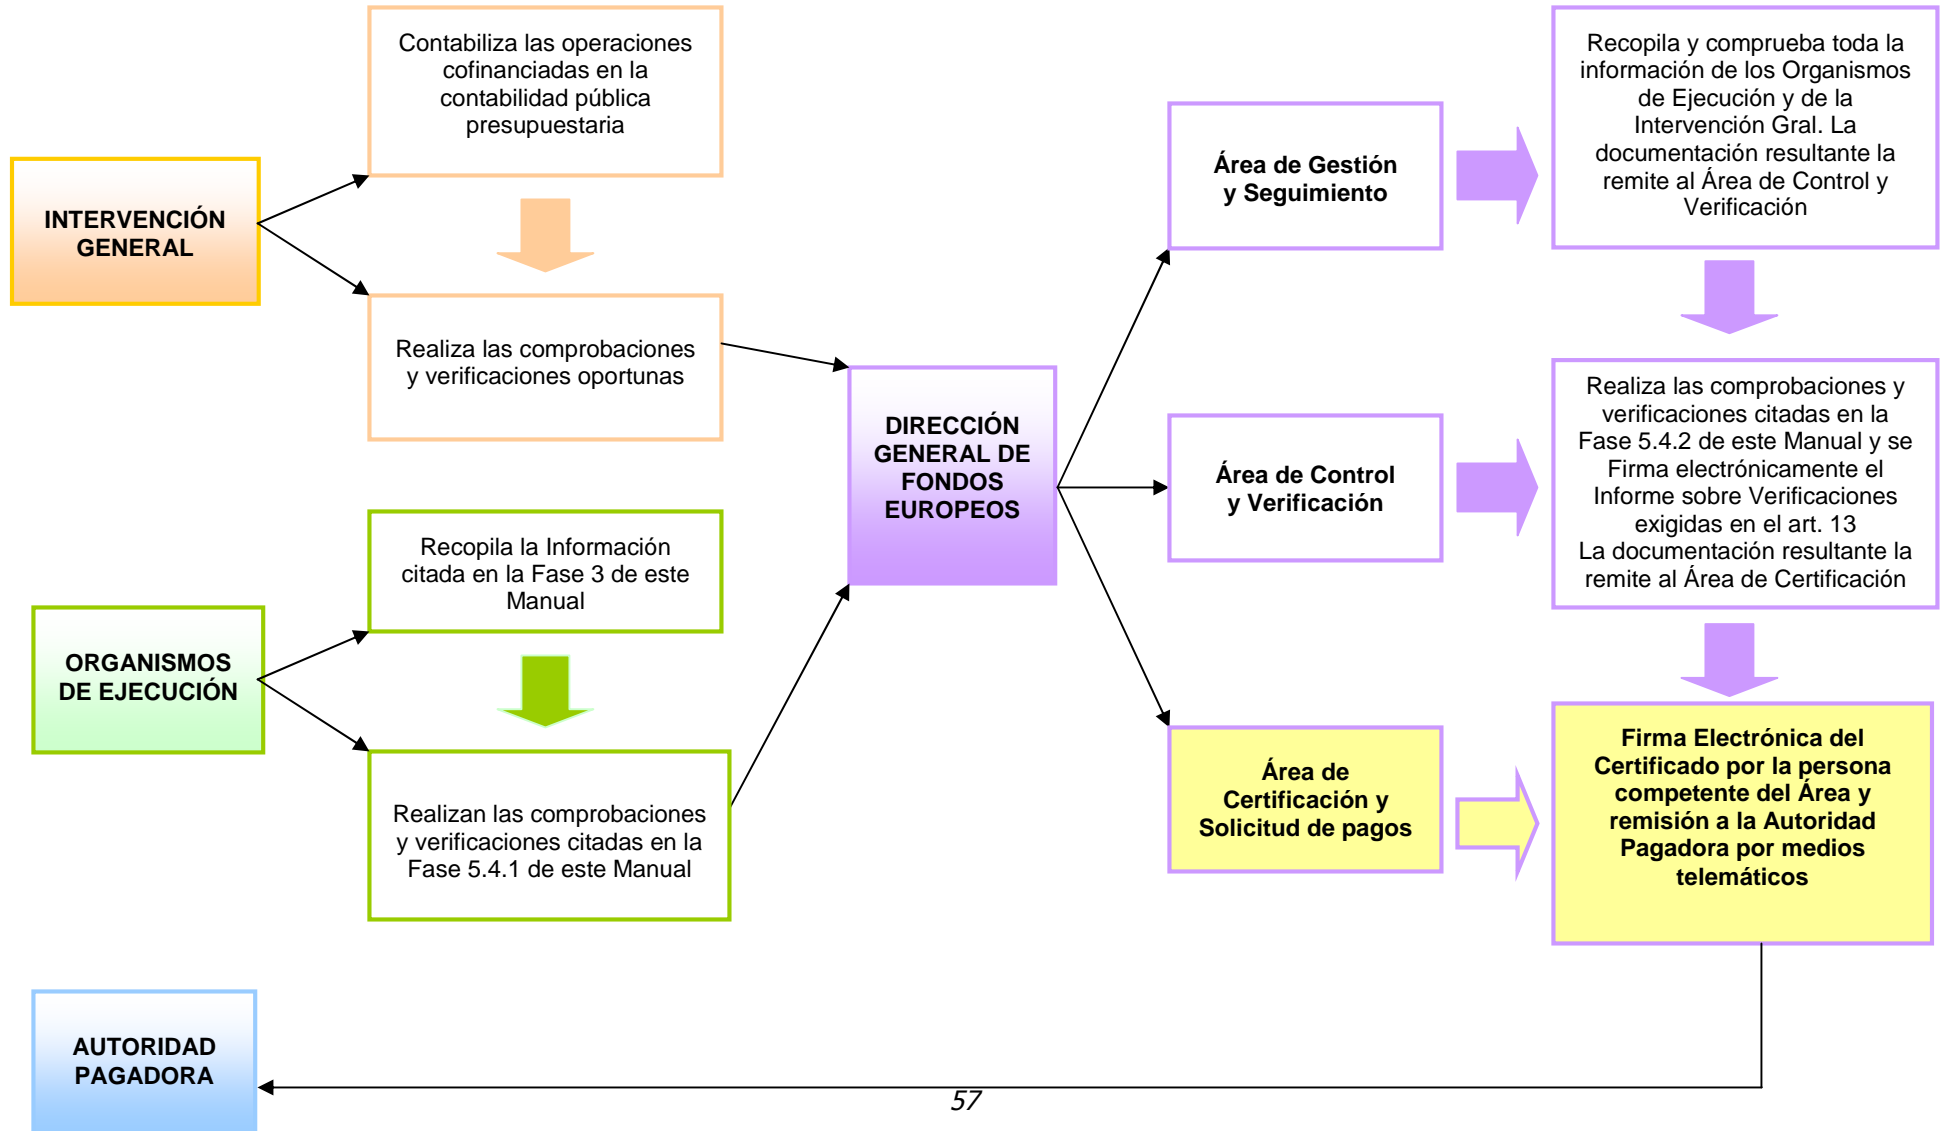 INTERVENCIÓN
GENERAL
Contabiliza las operaciones
cofinanciadas en la
contabilidad pública
presupuestaria
Realiza las comprobaciones
y verificaciones oportunas
ORGANISMOS
DE EJECUCIÓN
Recopila la Información
citada en la Fase 3 de este
Manual
Realizan las comprobaciones
y verificaciones citadas en la
Fase 5.4.1 de este Manual
DIRECCIÓN
GENERAL DE
FONDOS
EUROPEOS
Área de Gestión
y Seguimiento
Recopila y comprueba toda la
información de los Organismos
de Ejecución y de la
Intervención Gral. La
documentación resultante la
remite al Área de Control y
Verificación
Área de Control
y Verificación
Realiza las comprobaciones y
verificaciones citadas en la
Fase 5.4.2 de este Manual y se
Firma electrónicamente el
Informe sobre Verificaciones
exigidas en el art. 13
La documentación resultante la
remite al Área de Certificación
Área de
Certificación y
Solicitud de pagos
Firma Electrónica del
Certificado por la persona
competente del Área y
remisión a la Autoridad
Pagadora por medios
telemáticos
AUTORIDAD
PAGADORA
57